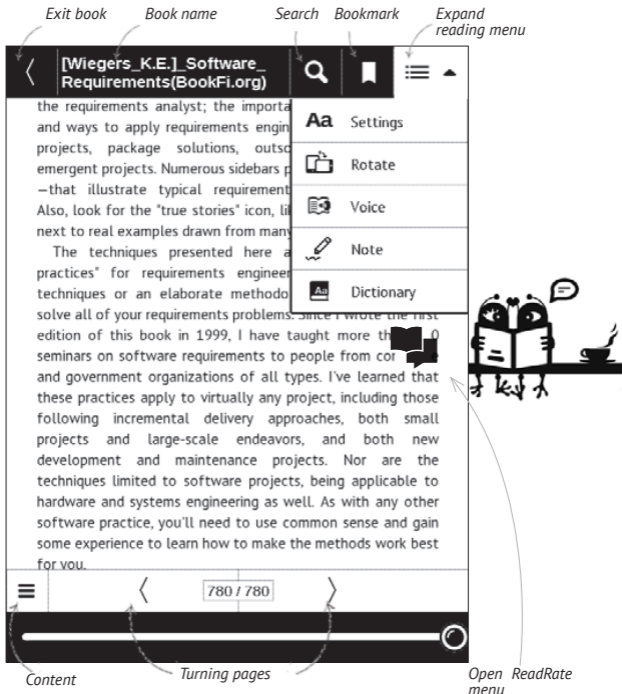 Exit book
Book name
Search
Bookmark
Expand
reading menu
[Wiegers_K.E.]_Software_
Requirements(BookFi.org)
the requirements analyst; the importa
and ways to apply requirements engin
projects, package solutions, outsc
emergent projects. Numerous sidebars p
—that illustrate typical requirement
Also, look for the "true stories" icon, li
next to real examples drawn from many
The techniques presented here a
practices" for requirements engineer
techniques or an elaborate methodo
solve all of your requirements problems. Since I wrote the first
edition of this book in 1999, I have taught more th 0
seminars on software requirements to people from cor e
and government organizations of all types. I've learned that
these practices apply to virtually any project, including those
following incremental delivery approaches, both small
projects and large-scale endeavors, and both new
development and maintenance projects. Nor are the
techniques limited to software projects, being applicable to
hardware and systems engineering as well. As with any other
software practice, you'll need to use common sense and gain
some experience to learn how to make the methods work best
for you.
Aa Settings
Rotate
Voice
Note
Aa Dictionary
780 / 780
Content
Turning pages
Open ReadRate
menu